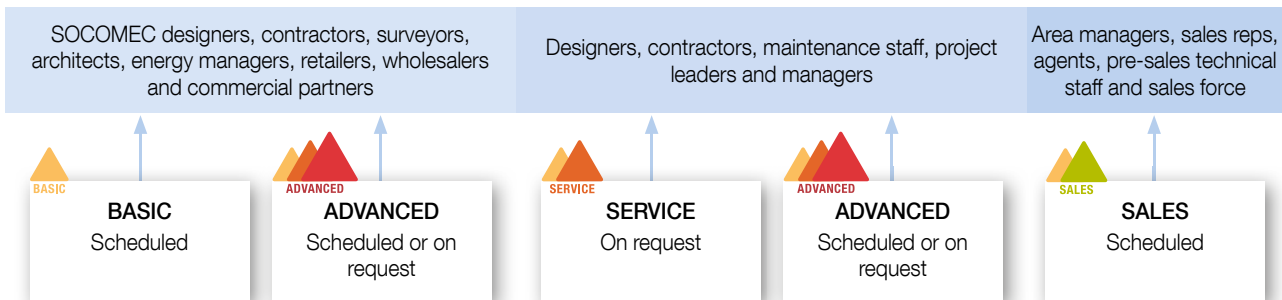 SOCOMEC designers, contractors, surveyors,
architects, energy managers, retailers, wholesalers
and commercial partners
Designers, contractors, maintenance staff, project
leaders and managers
Area managers, sales reps,
agents, pre-sales technical
staff and sales force
BASIC
BASIC
Scheduled
ADVANCED
ADVANCED
Scheduled or on
request
SERVICE
SERVICE
On request
ADVANCED
ADVANCED
Scheduled or on
request
SALES
SALES
Scheduled